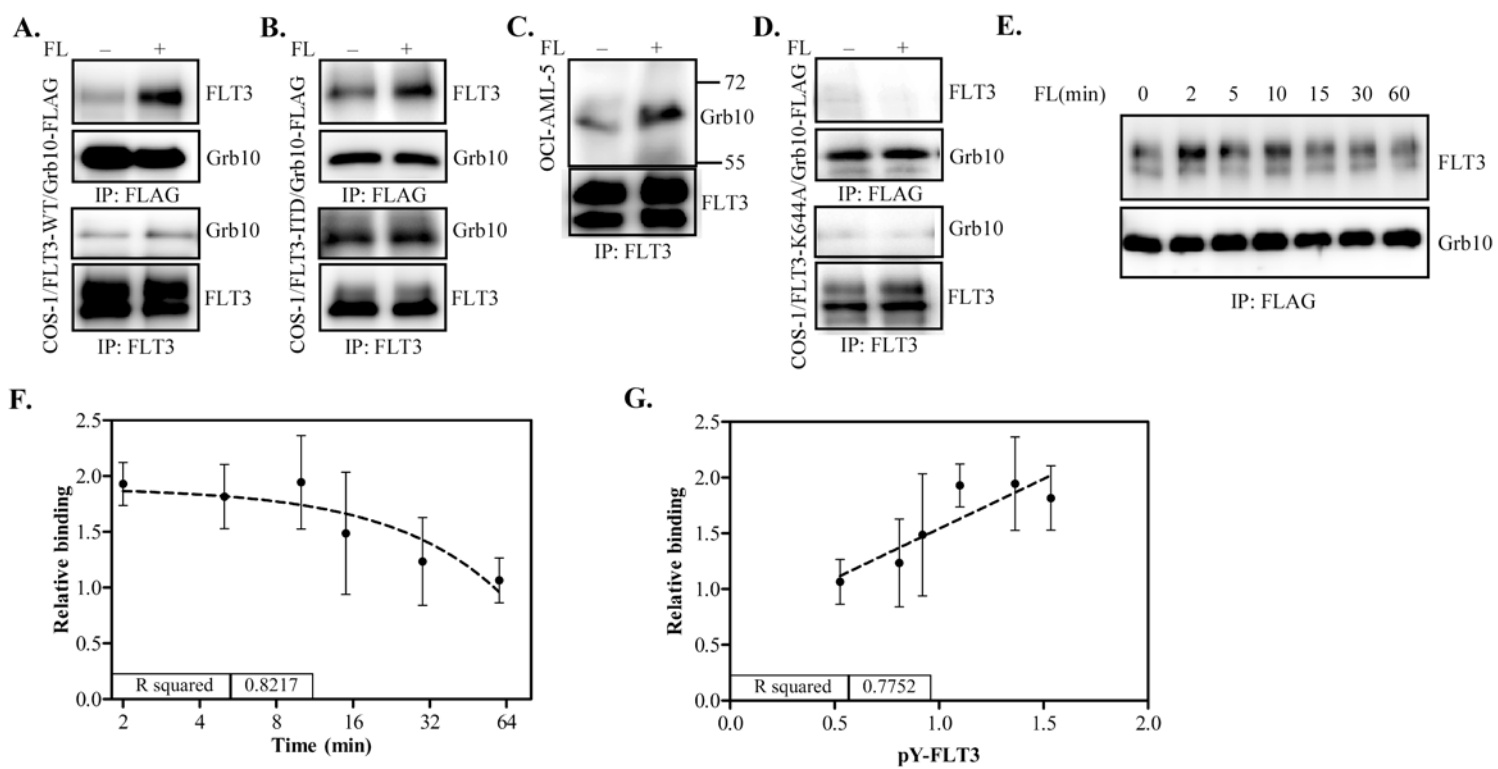 A.
FL – +
COS-1/FLT3-WT/Grb10-FLAG
FLT3
Grb10
IP: FLAG
Grb10
FLT3
IP: FLT3
B.
FL – +
COS-1/FLT3-ITD/Grb10-FLAG
FLT3
Grb10
IP: FLAG
Grb10
FLT3
IP: FLT3
C.
FL – +
OCI-AML-5
72
Grb10
55
FLT3
IP: FLT3
D.
FL – +
COS-1/FLT3-K644A/Grb10-FLAG
FLT3
Grb10
IP: FLAG
Grb10
FLT3
IP: FLT3
E.
FL(min) 0 2 5 10 15 30 60
FLT3
Grb10
IP: FLAG
F.
Relative binding
2.5
2.0
1.5
1.0
0.5
0.0
R squared 0.8217
2 4 8 16 32 64
Time (min)
G.
Relative binding
2.5
2.0
1.5
1.0
0.5
0.0
R squared 0.7752
0.0 0.5 1.0 1.5 2.0
pY-FLT3